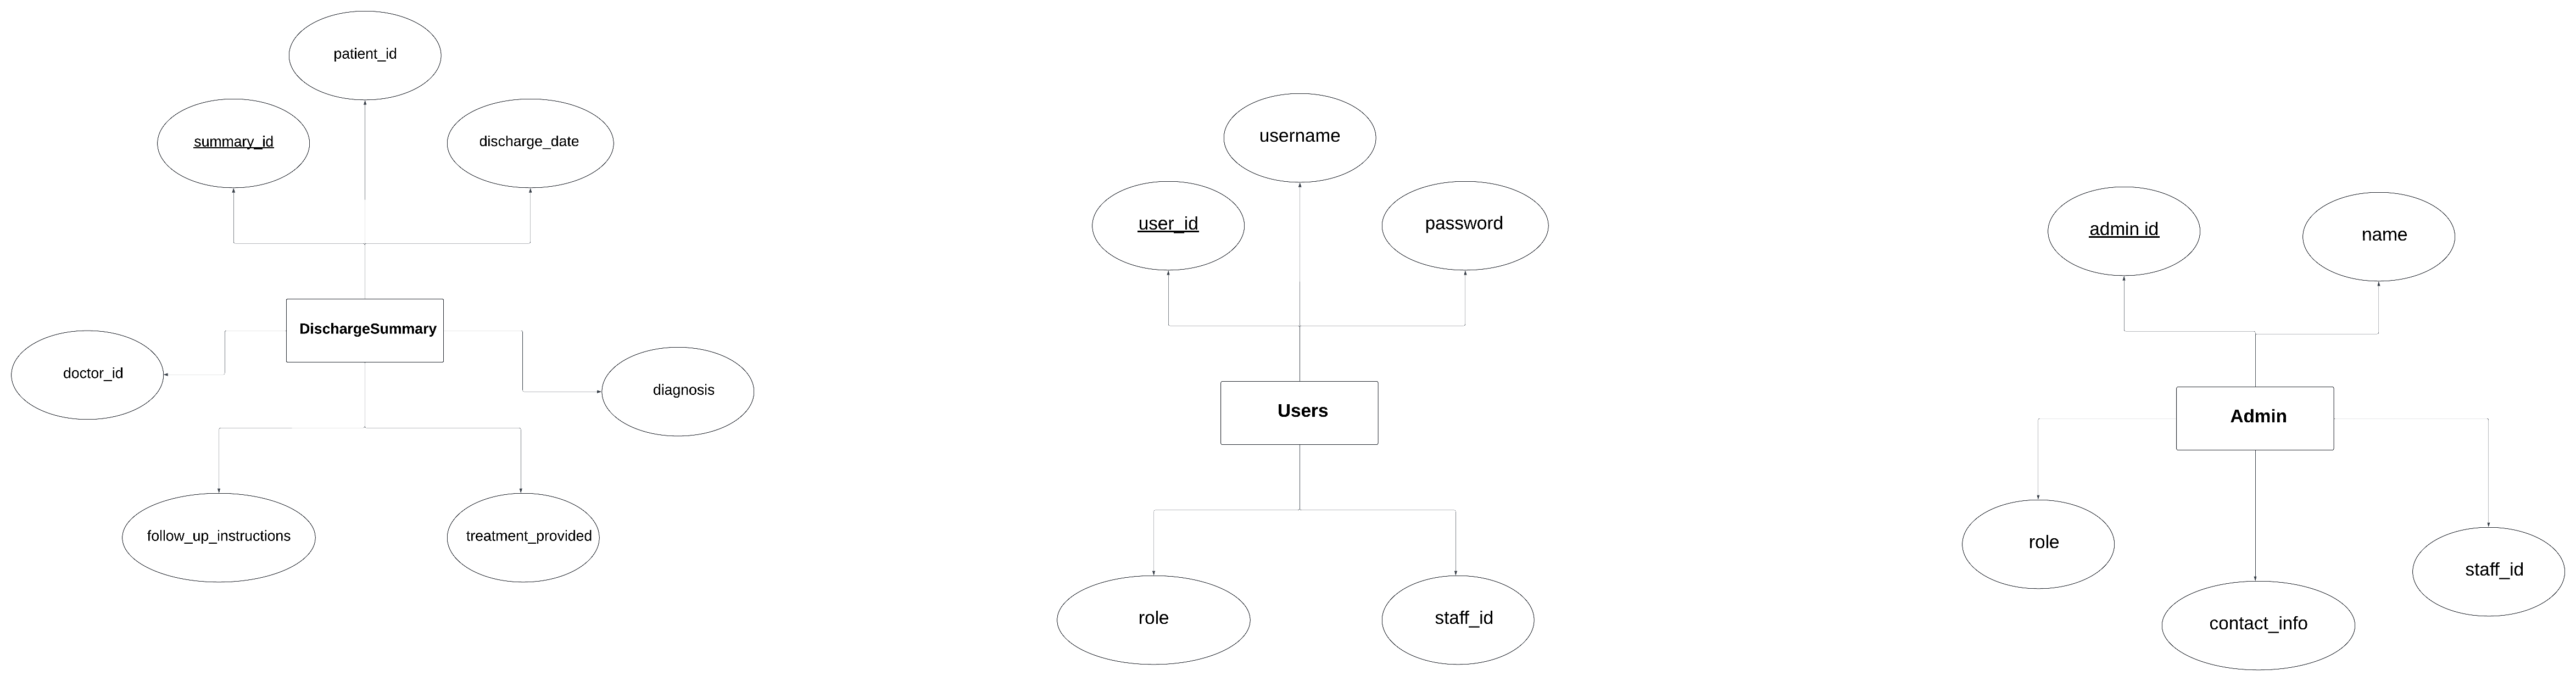 patient_id
summary_id
discharge_date
DischargeSummary
doctor_id
diagnosis
follow_up_instructions
treatment_provided
username
user_id
password
Users
role
staff_id
admin id
name
Admin
role
staff_id
contact_info